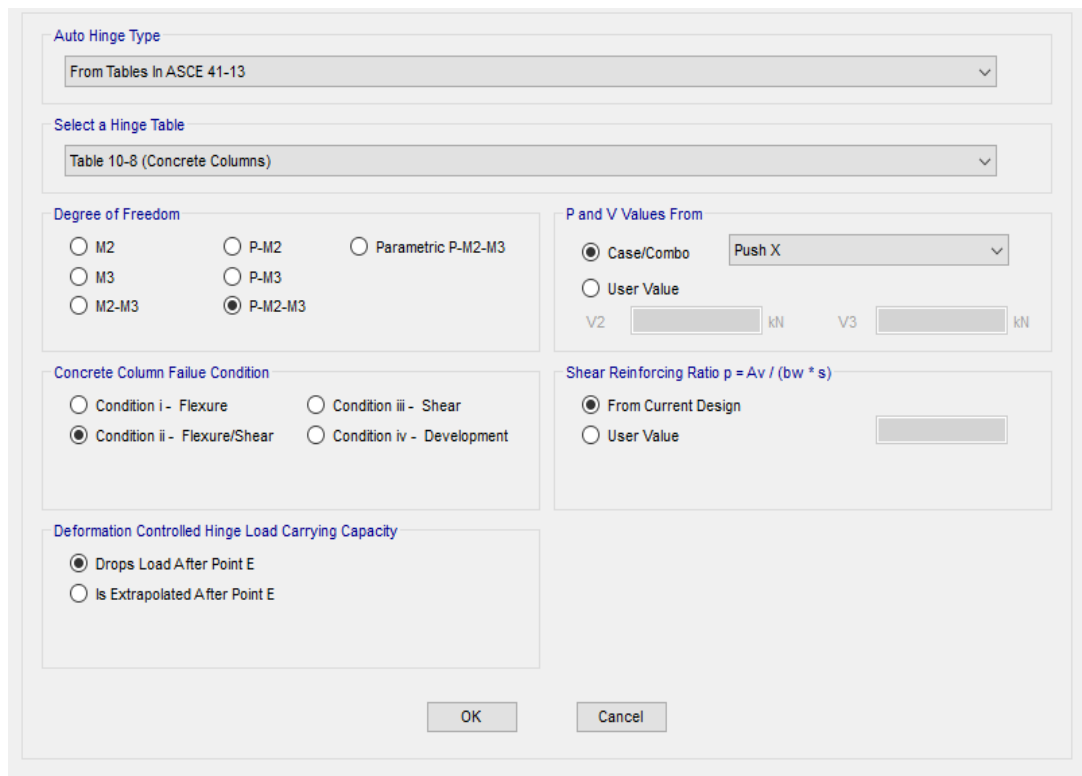 Auto Hinge Type
From Tables In ASCE 41-13
Select a Hinge Table
Table 10-8 (Concrete Columns)
Degree of Freedom
M2
P-M2
Parametric P-M2-M3
M3
P-M3
M2-M3
P-M2-M3
P and V Values From
Case/Combo
Push X
User Value
V2
kN
V3
kN
Concrete Column Failue Condition
Condition i - Flexure
Condition iii - Shear
Condition ii - Flexure/Shear
Condition iv - Development
Shear Reinforcing Ratio p = Av / (bw * s)
From Current Design
User Value
Deformation Controlled Hinge Load Carrying Capacity
Drops Load After Point E
Is Extrapolated After Point E
OK
Cancel